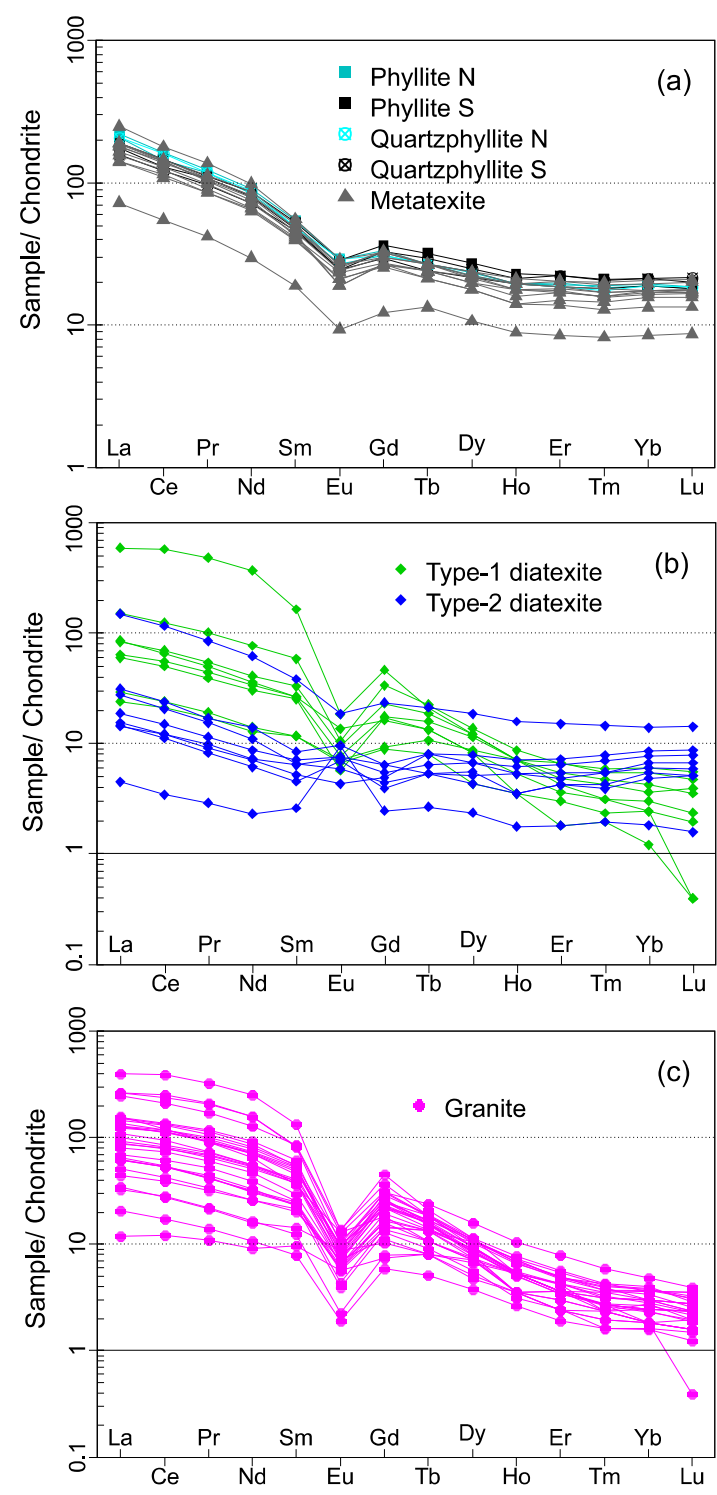 1000
(a)
Phyllite N
Phyllite S
Quartzphyllite N
Quartzphyllite S
Metatexite
100
10
1
Sample/ Chondrite
La Pr Sm Gd Dy Er Yb
Ce Nd Eu Tb Ho Tm Lu
1000
(b)
Type-1 diatexite
Type-2 diatexite
100
10
1
0.1
Sample/ Chondrite
La Pr Sm Gd Dy Er Yb
Ce Nd Eu Tb Ho Tm Lu
1000
(c)
Granite
100
10
1
0.1
Sample/ Chondrite
La Pr Sm Gd Dy Er Yb
Ce Nd Eu Tb Ho Tm Lu